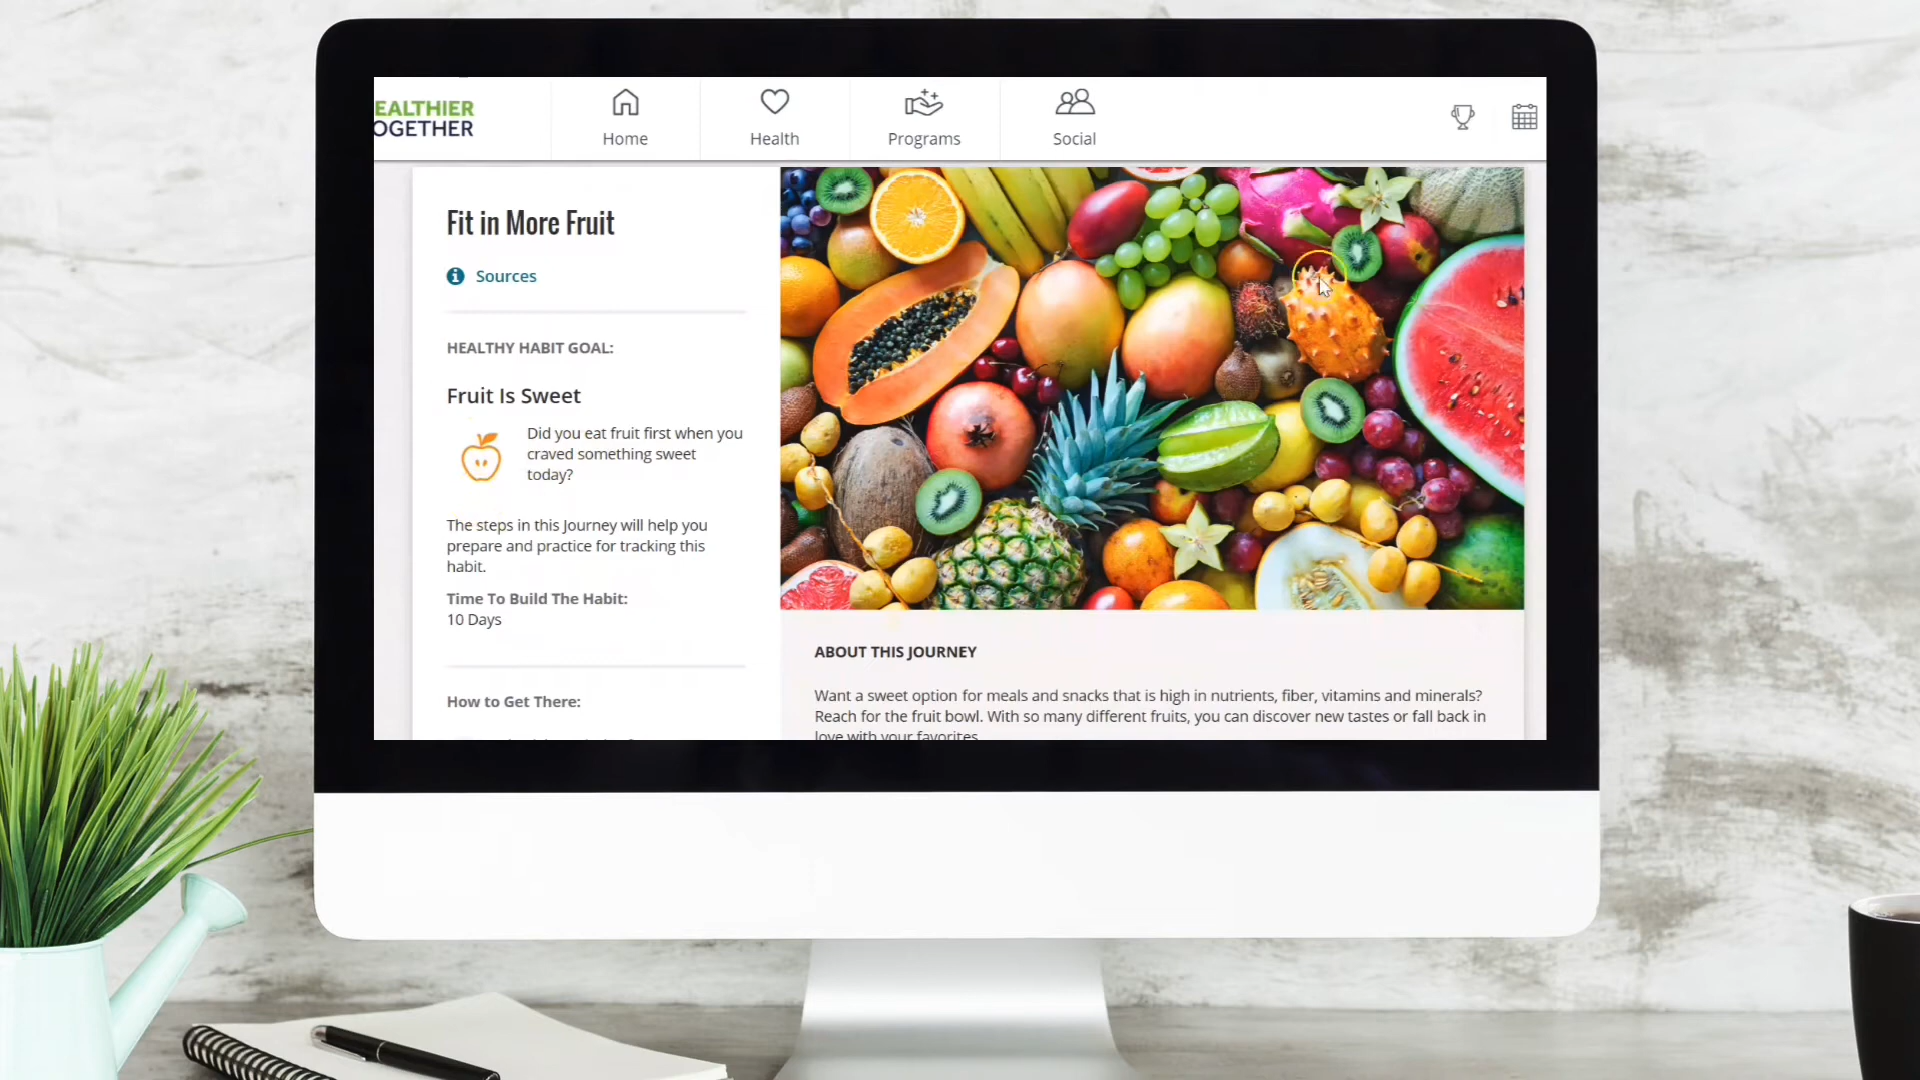 EALTHIER
OGETHER
Home
Health
Programs
Social
Fit in More Fruit
Sources
HEALTHY HABIT GOAL:
Fruit Is Sweet
Did you eat fruit first when you
craved something sweet
today?
The steps in this Journey will help you
prepare and practice for tracking this
habit.
Time To Build The Habit:
10 Days
How to Get There:
ABOUT THIS JOURNEY
Want a sweet option for meals and snacks that is high in nutrients, fiber, vitamins and minerals?
Reach for the fruit bowl. With so many different fruits, you can discover new tastes or fall back in
love with your favorites.